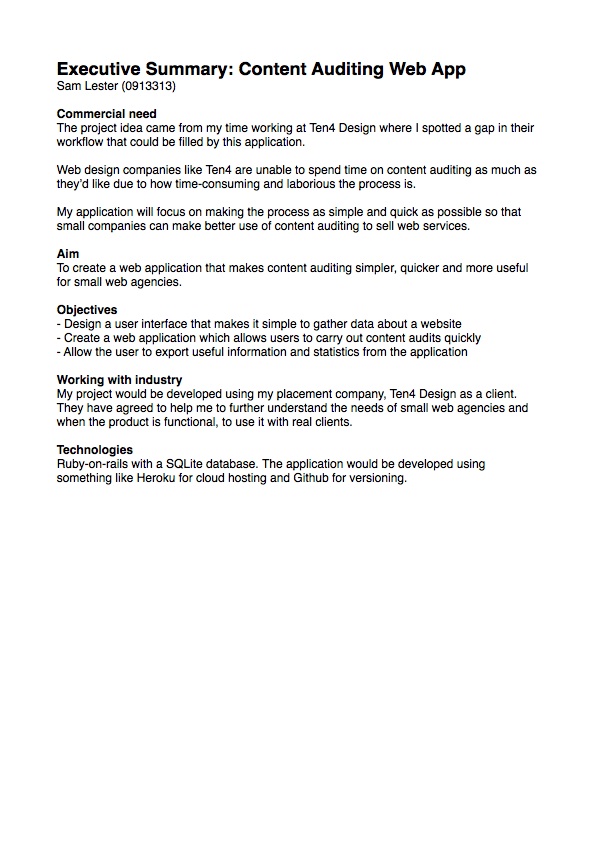 Executive Summary: Content Auditing Web App
Sam Lester (0913313)
Commercial need
The project idea came from my time working at Ten4 Design where I spotted a gap in their
workflow that could be filled by this application.
Web design companies like Ten4 are unable to spend time on content auditing as much as
they'd like due to how time-consuming and laborious the process is.
My application will focus on making the process as simple and quick as possible so that
small companies can make better use of content auditing to sell web services.
Aim
To create a web application that makes content auditing simpler, quicker and more useful
for small web agencies.
Objectives
- Design a user interface that makes it simple to gather data about a website
- Create a web application which allows users to carry out content audits quickly
- Allow the user to export useful information and statistics from the application
Working with industry
My project would be developed using my placement company, Ten4 Design as a client.
They have agreed to help me to further understand the needs of small web agencies and
when the product is functional, to use it with real clients.
Technologies
Ruby-on-rails with a SQLite database. The application would be developed using
something like Heroku for cloud hosting and Github for versioning.